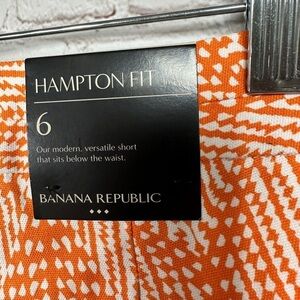 HAMPTON FIT
6
Our modern, versatile short
that sits below the waist.
BANANA REPUBLIC